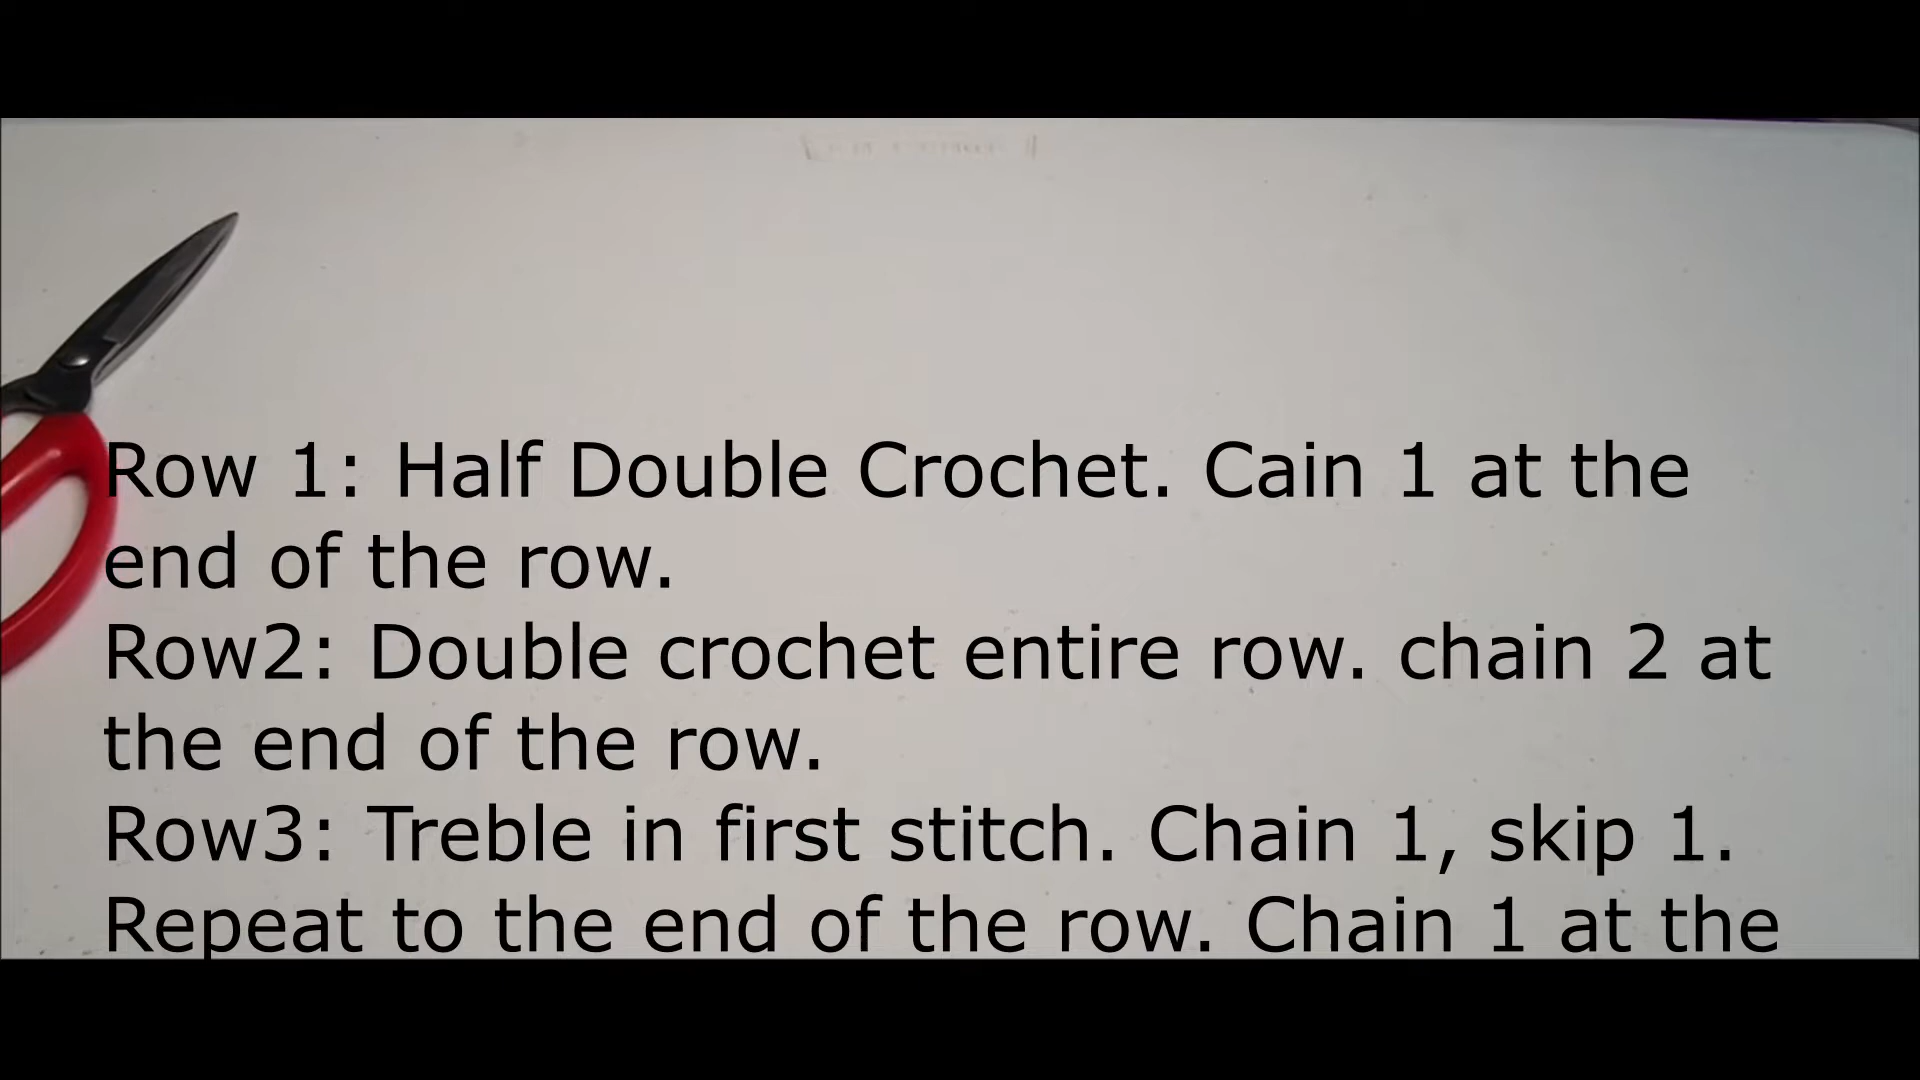 Row 1: Half Double Crochet. Cain 1 at the
end of the row.
Row2: Double crochet entire row. chain 2 at
the end of the row.
Row3: Treble in first stitch. Chain 1, skip 1.
Repeat to the end of the row. Chain 1 at the